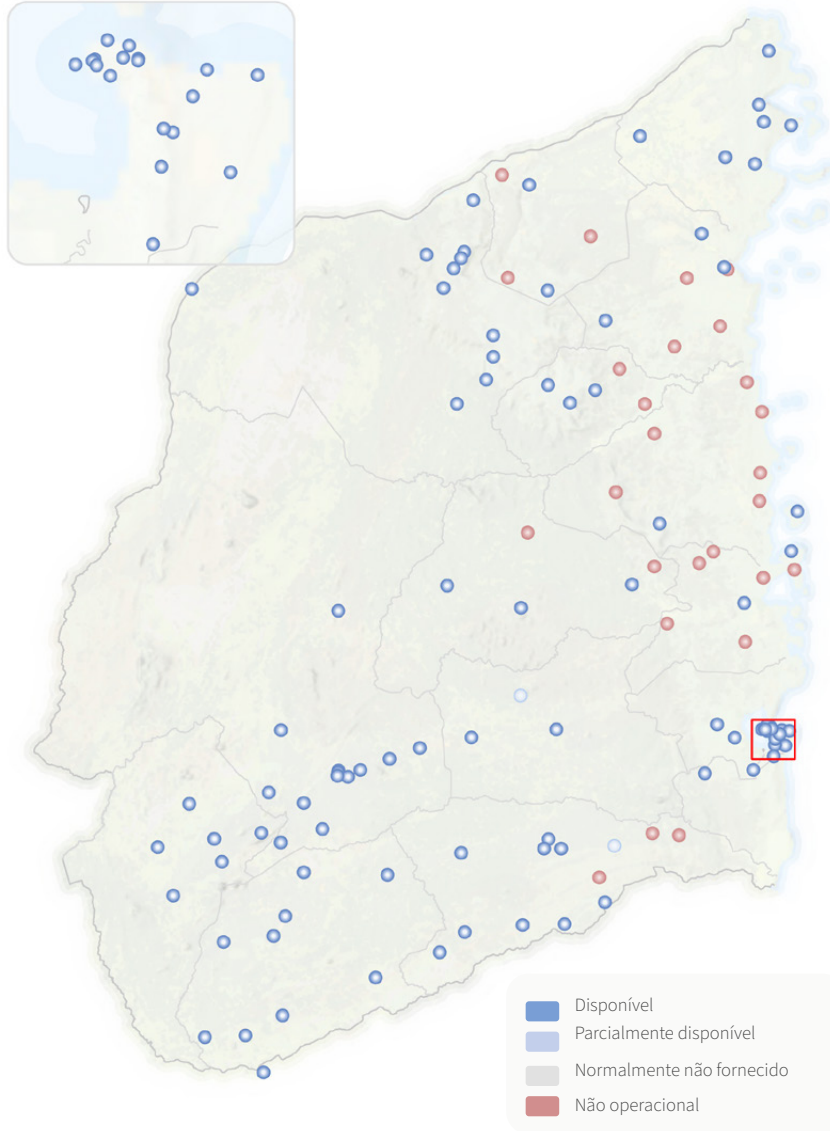 Disponível
Parcialmente disponível
Normalmente não fornecido
Não operacional